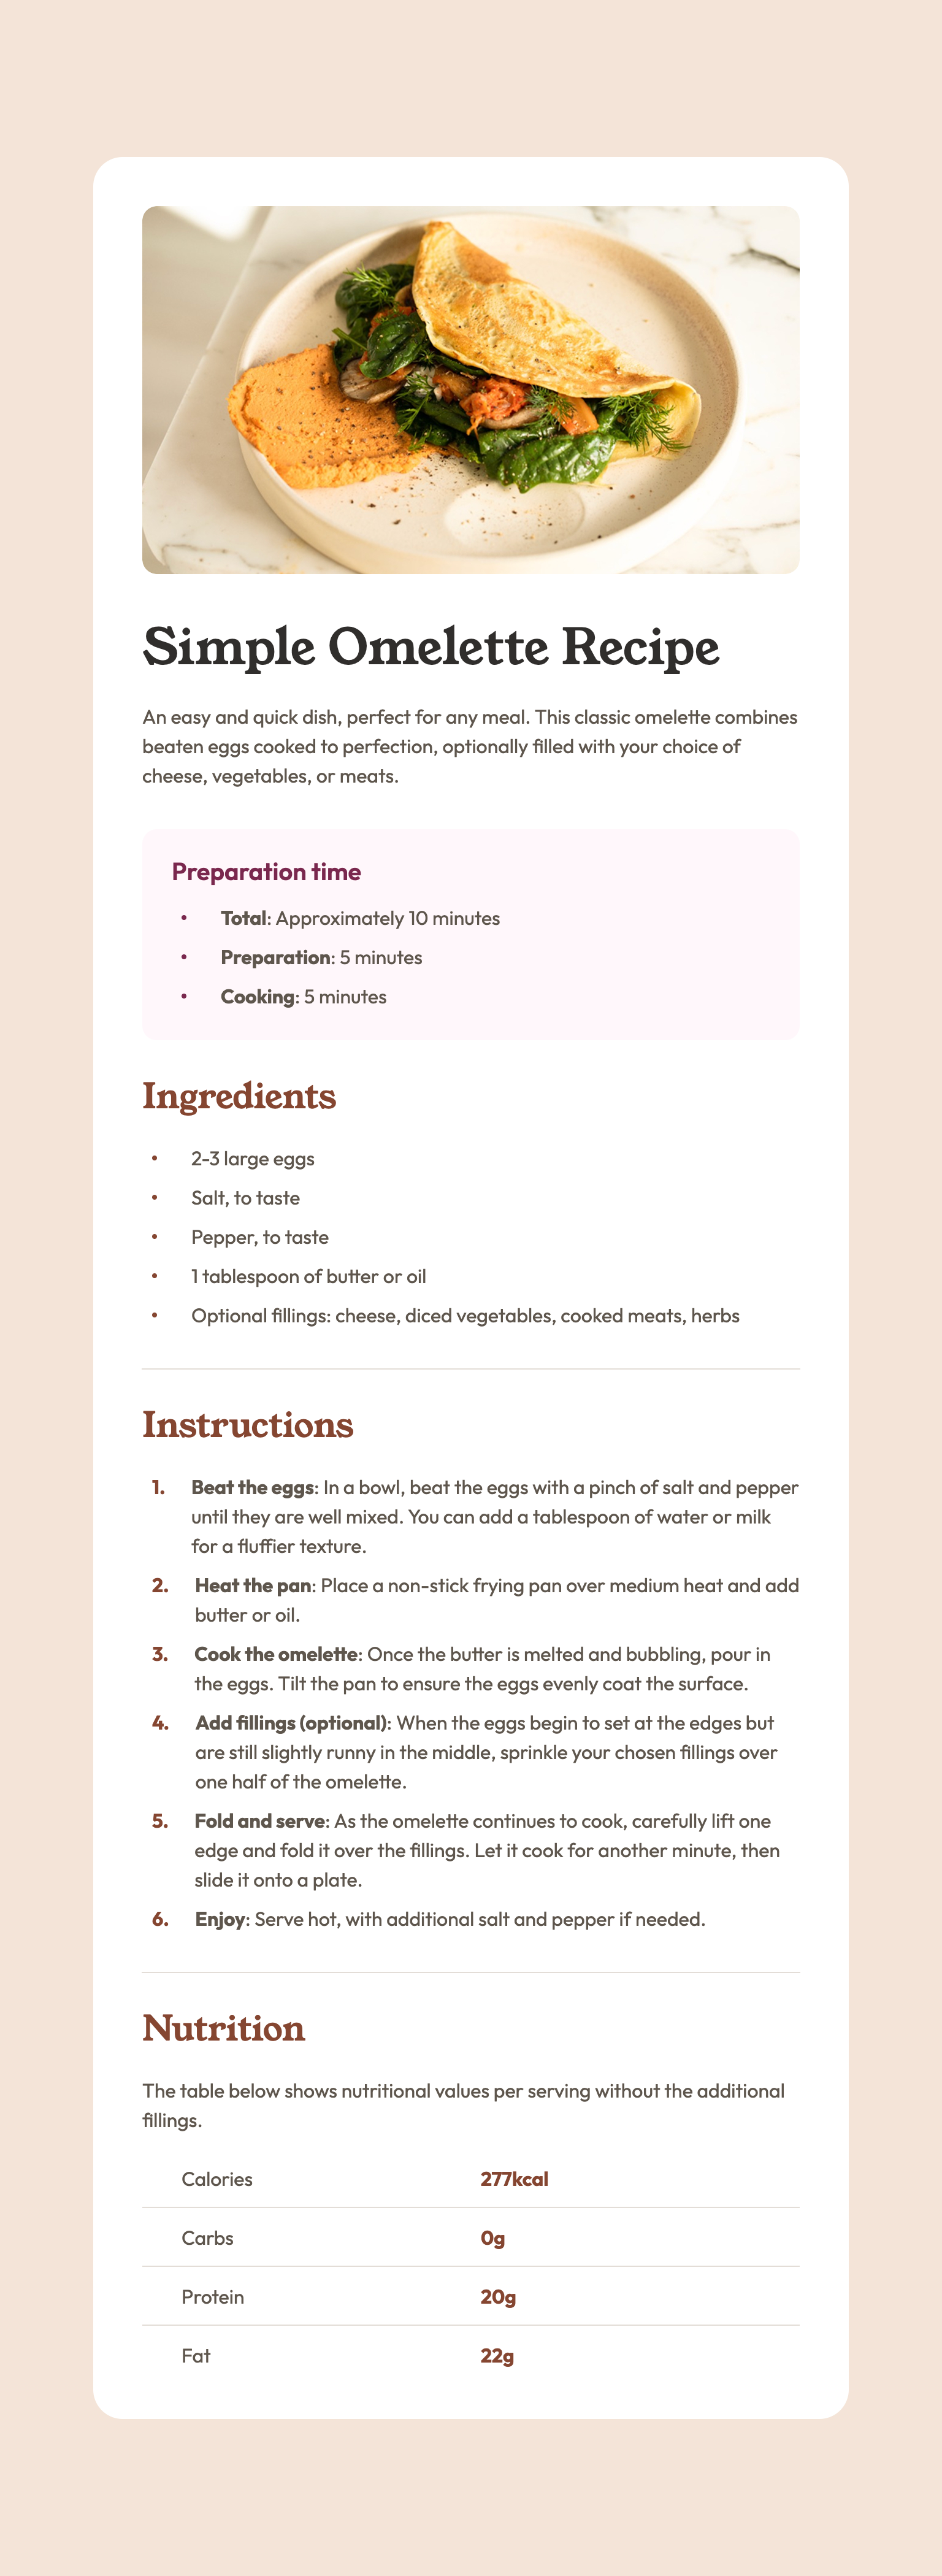 Simple Omelette Recipe
An easy and quick dish, perfect for any meal. This classic omelette combines
beaten eggs cooked to perfection, optionally filled with your choice of
cheese, vegetables, or meats.
Preparation time
• Total: Approximately 10 minutes
• Preparation: 5 minutes
• Cooking: 5 minutes
Ingredients
• 2-3 large eggs
• Salt, to taste
• Pepper, to taste
• 1 tablespoon of butter or oil
• Optional fillings: cheese, diced vegetables, cooked meats, herbs
Instructions
1. Beat the eggs: In a bowl, beat the eggs with a pinch of salt and pepper
until they are well mixed. You can add a tablespoon of water or milk
for a fluffier texture.
2. Heat the pan: Place a non-stick frying pan over medium heat and add
butter or oil.
3. Cook the omelette: Once the butter is melted and bubbling, pour in
the eggs. Tilt the pan to ensure the eggs evenly coat the surface.
4. Add fillings (optional): When the eggs begin to set at the edges but
are still slightly runny in the middle, sprinkle your chosen fillings over
one half of the omelette.
5. Fold and serve: As the omelette continues to cook, carefully lift one
edge and fold it over the fillings. Let it cook for another minute, then
slide it onto a plate.
6. Enjoy: Serve hot, with additional salt and pepper if needed.
Nutrition
The table below shows nutritional values per serving without the additional
fillings.
Calories 277kcal
Carbs 0g
Protein 20g
Fat 22g